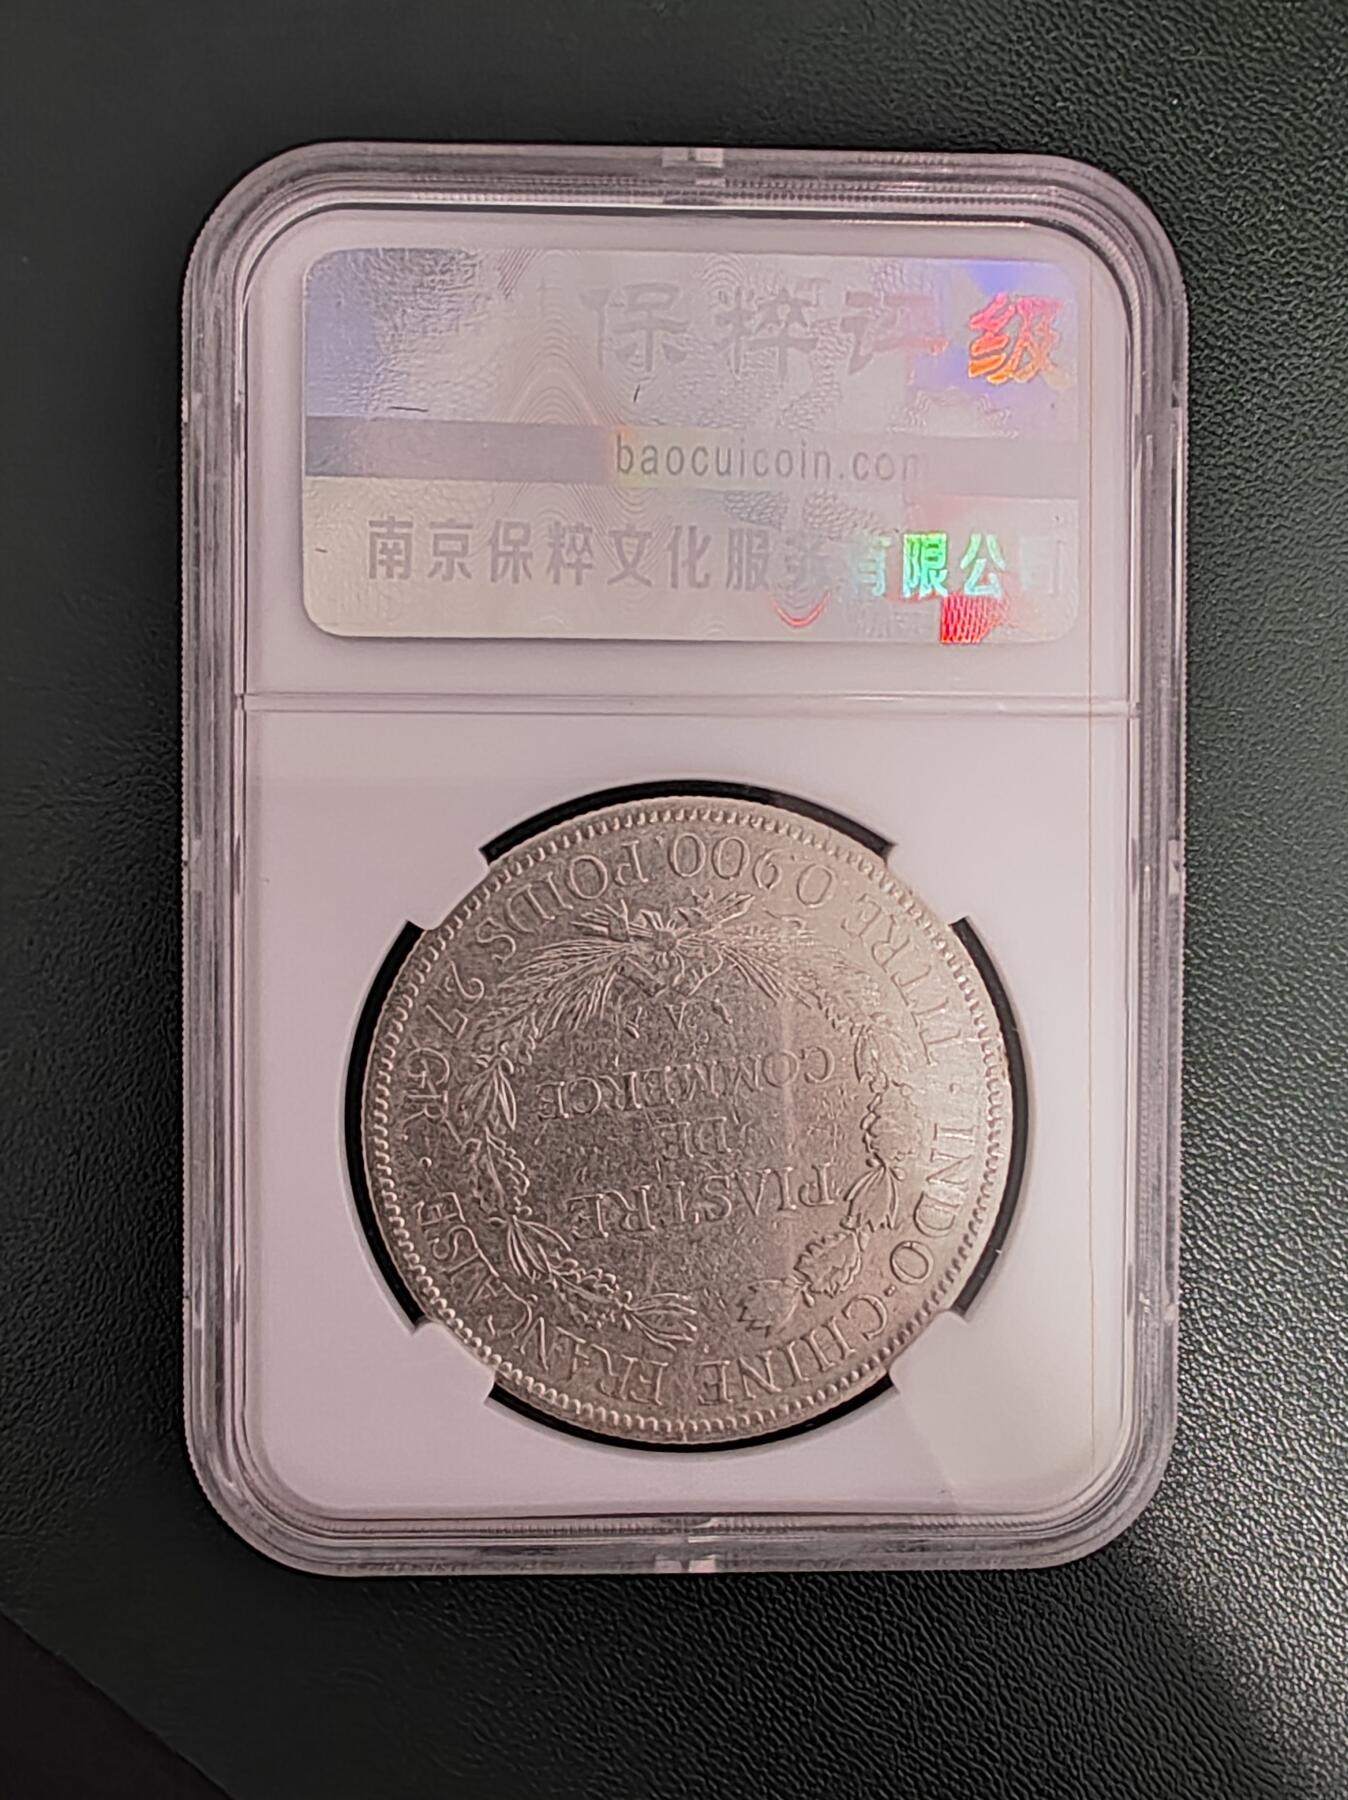 保粹评级
baocuicoin.com
南京保粹文化服务有限公司
INDO-CHINE FRANÇAISE
PIASTRE
DE
COMMERCE
A
TITRE 0,900. POIDS 27 GR.